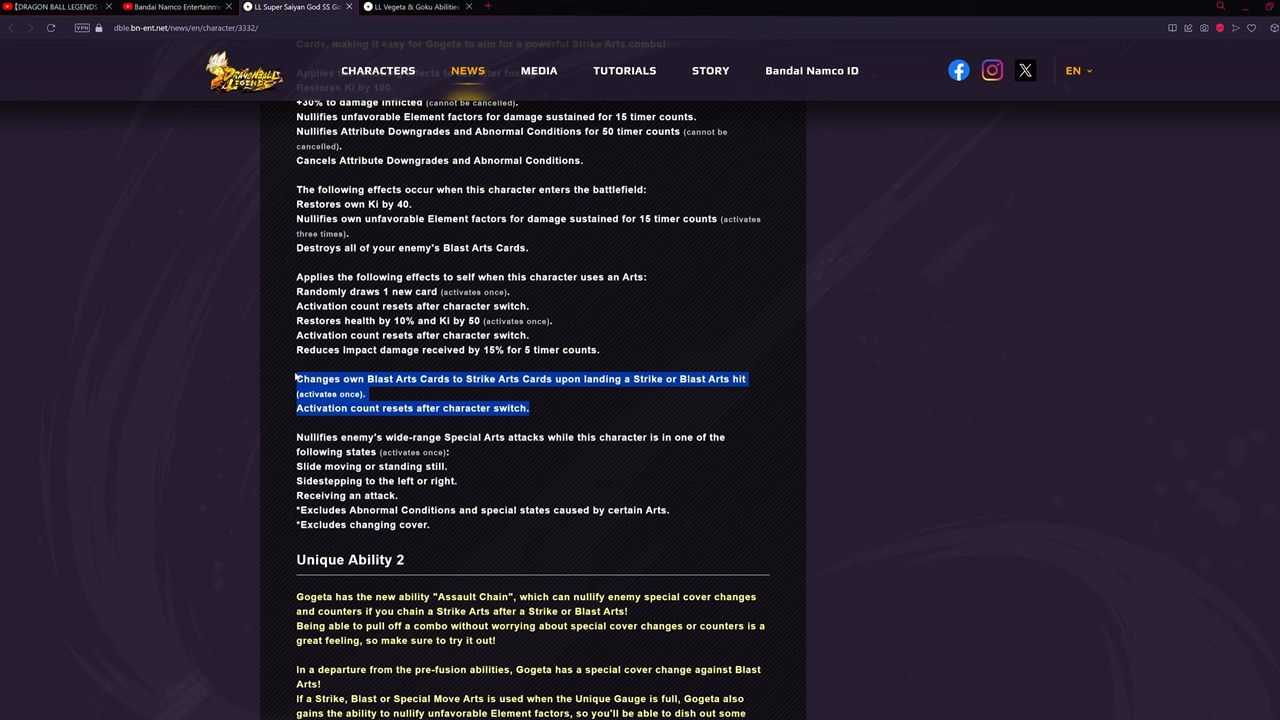 [DRAGON BALL LEGENDS
Bandai Namco Entertainm
LL Super Saiyan God SS Go
LL Vegeta & Goku Abilities
VPN
dble.bn-ent.net/news/en/character/3332/
Cards, making it easy for Gogeta to aim for a powerful Strike Arts combo!
DRAGON BALL LEGENDS
CHARACTERS
NEWS
MEDIA
TUTORIALS
STORY
Bandai Namco ID
EN
Restores Ki by 100.
+30% to damage inflicted (cannot be cancelled).
Nullifies unfavorable Element factors for damage sustained for 15 timer counts.
Nullifies Attribute Downgrades and Abnormal Conditions for 50 timer counts (cannot be
cancelled).
Cancels Attribute Downgrades and Abnormal Conditions.
The following effects occur when this character enters the battlefield:
Restores own Ki by 40.
Nullifies own unfavorable Element factors for damage sustained for 15 timer counts (activates
three times).
Destroys all of your enemy's Blast Arts Cards.
Applies the following effects to self when this character uses an Arts:
Randomly draws 1 new card (activates once).
Activation count resets after character switch.
Restores health by 10% and Ki by 50 (activates once).
Activation count resets after character switch.
Reduces Impact damage received by 15% for 5 timer counts.
Changes own Blast Arts Cards to Strike Arts Cards upon landing a Strike or Blast Arts hit
(activates once).
Activation count resets after character switch.
Nullifies enemy's wide-range Special Arts attacks while this character is in one of the
following states (activates once):
Slide moving or standing still.
Sidestepping to the left or right.
Receiving an attack.
*Excludes Abnormal Conditions and special states caused by certain Arts.
*Excludes changing cover.
Unique Ability 2
Gogeta has the new ability "Assault Chain", which can nullify enemy special cover changes
and counters if you chain a Strike Arts after a Strike or Blast Arts!
Being able to pull off a combo without worrying about special cover changes or counters is a
great feeling, so make sure to try it out!
In a departure from the pre-fusion abilities, Gogeta has a special cover change against Blast
Arts!
If a Strike, Blast or Special Move Arts is used when the Unique Gauge is full, Gogeta also
gains the ability to nullify unfavorable Element factors, so you'll be able to dish out some